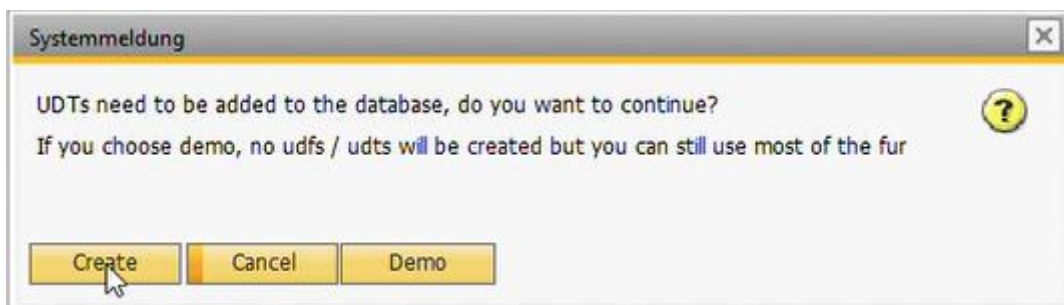 Systemmeldung
UDTs need to be added to the database, do you want to continue?
If you choose demo, no udfs / udts will be created but you can still use most of the fur
Create Cancel Demo